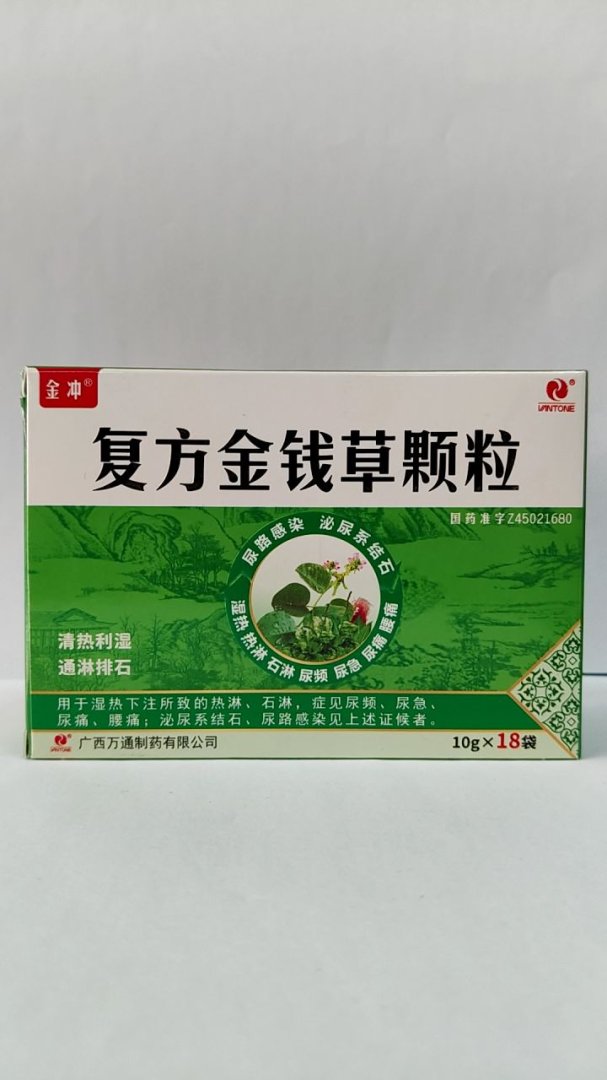 金冲®
®
VANTONE
复方金钱草颗粒
国药准字Z45021680
尿路感染 泌尿系结石
湿热 热淋 石淋 尿频 尿急 尿痛 腰痛
清热利湿
通淋排石
用于湿热下注所致的热淋、石淋，症见尿频、尿急、
尿痛、腰痛；泌尿系结石、尿路感染见上述证候者。
VANTONE 广西万通制药有限公司
10g×18袋